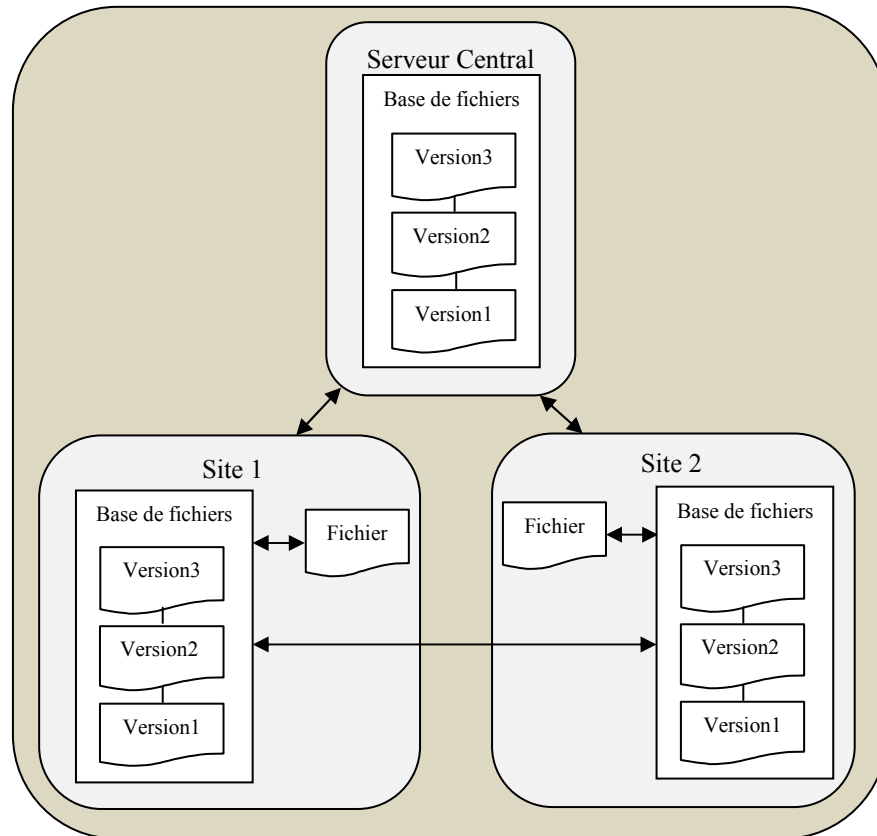 Serveur Central
Base de fichiers
Version3
Version2
Version1
Site 1
Base de fichiers
Fichier
Version3
Version2
Version1
Site 2
Fichier
Base de fichiers
Version3
Version2
Version1